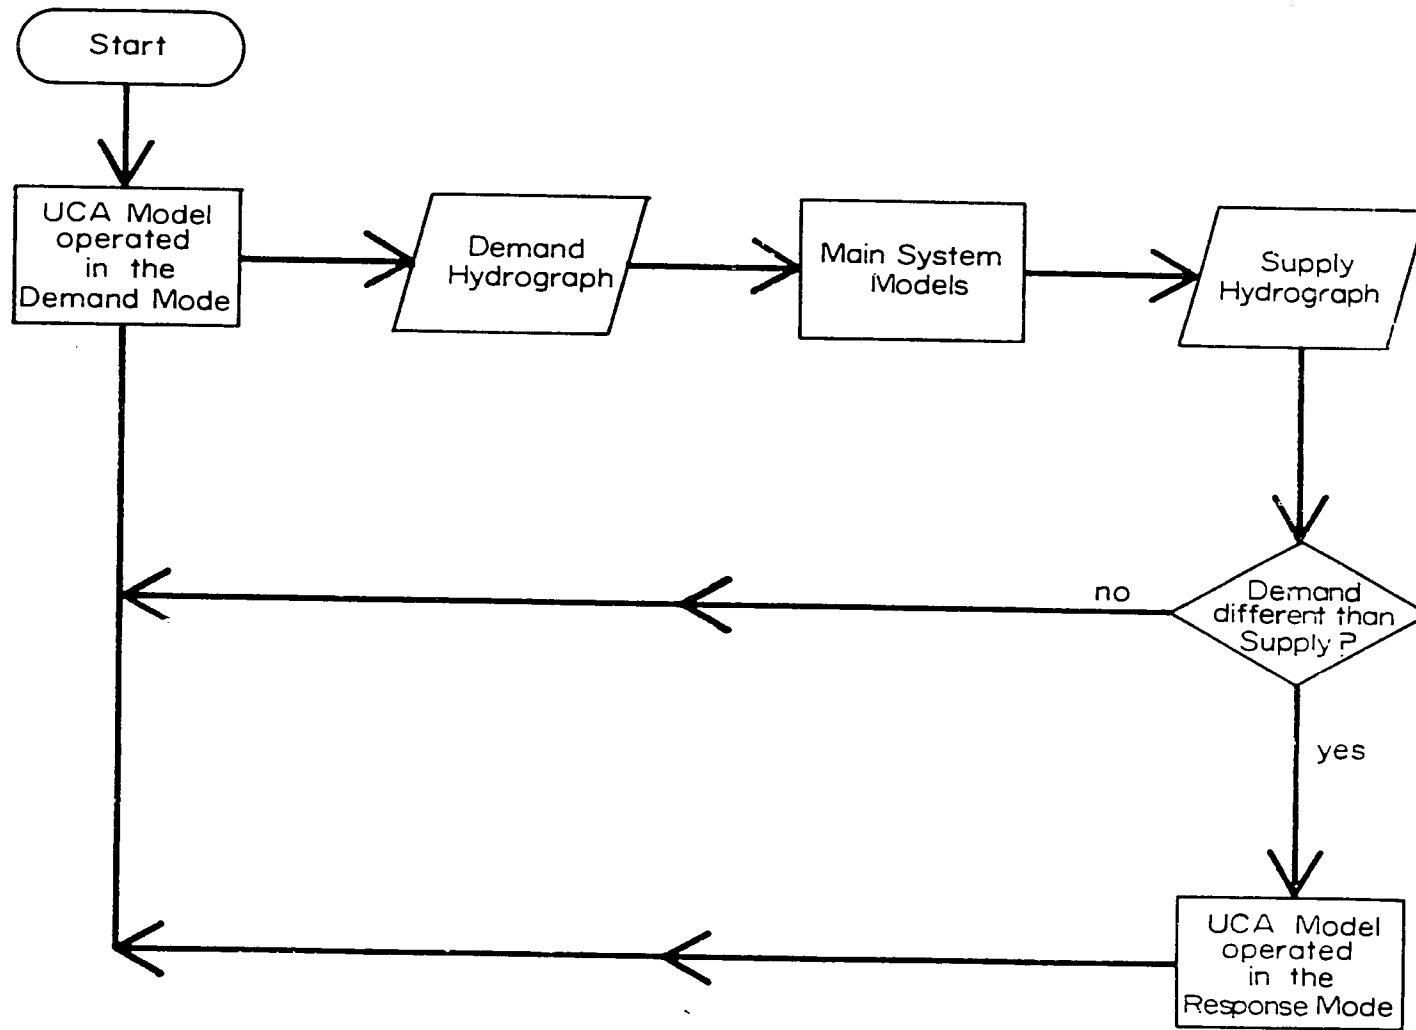 Start
UCA Model
operated
in the
Demand Mode
Demand
Hydrograph
Main System
Models
Supply
Hydrograph
Demand
different than
Supply?
no
yes
UCA Model
operated
in the
Response Mode